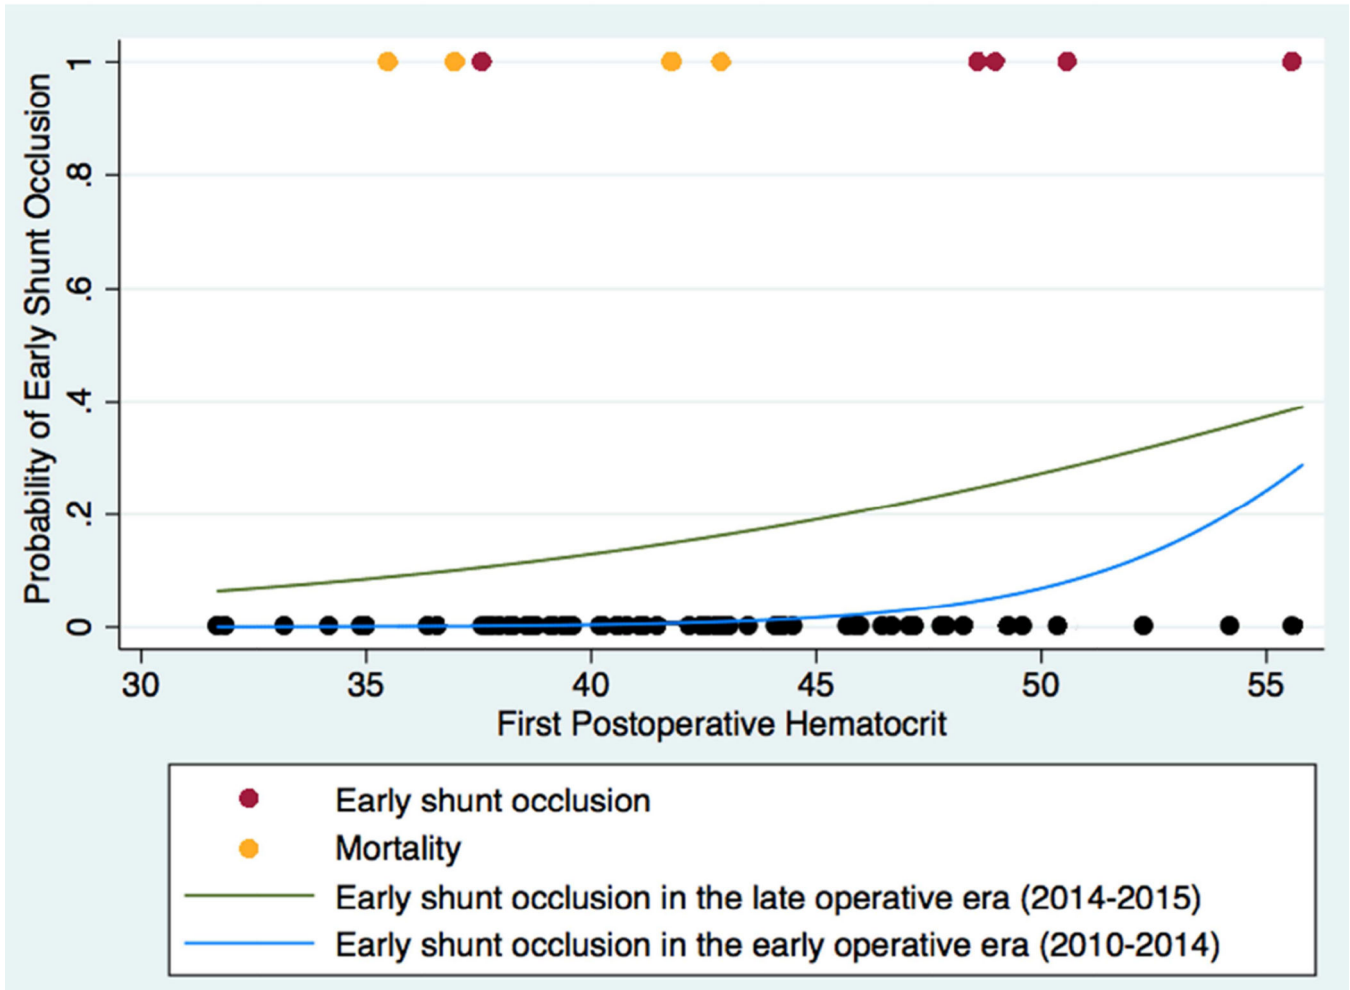 Probability of Early Shunt Occlusion
1
.8
.6
.4
.2
0
30 35 40 45 50 55
First Postoperative Hematocrit
Early shunt occlusion
Mortality
Early shunt occlusion in the late operative era (2014-2015)
Early shunt occlusion in the early operative era (2010-2014)